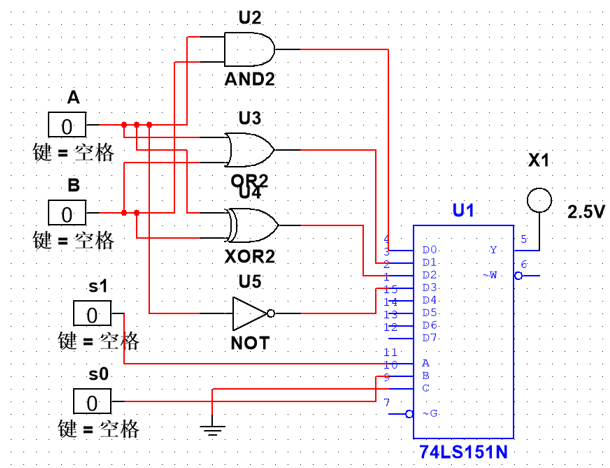 U2
AND2
A
0
键 = 空格
U3
OR2
B
0
键 = 空格
U4
XOR2
s1
0
键 = 空格
U5
NOT
s0
0
键 = 空格
X1
2.5V
U1
4 D0 Y 5
3 D1
2 D2 ~W 6
1 D3
15 D4
14 D5
13 D6
12 D7
11 A
10 B
9 C
7 ~G
74LS151N